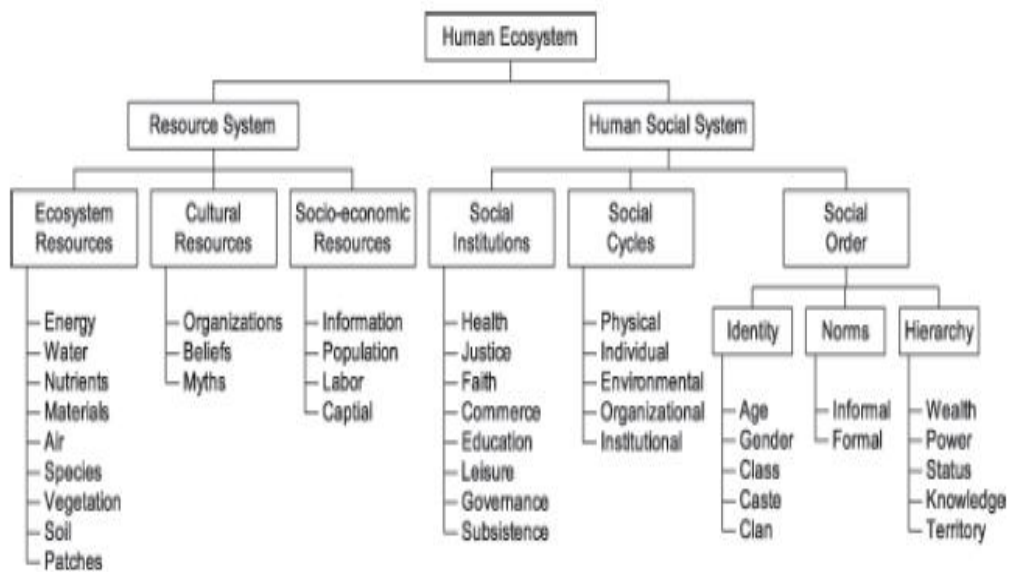 Human Ecosystem
Resource System
Human Social System
Ecosystem
Resources
Cultural
Resources
Socio-economic
Resources
Social
Institutions
Social
Cycles
Social
Order
Energy
Water
Nutrients
Materials
Air
Species
Vegetation
Soil
Patches
Organizations
Beliefs
Myths
Information
Population
Labor
Captial
Health
Justice
Faith
Commerce
Education
Leisure
Governance
Subsistence
Physical
Individual
Environmental
Organizational
Institutional
Identity
Norms
Hierarchy
Age
Gender
Class
Caste
Clan
Informal
Formal
Wealth
Power
Status
Knowledge
Territory